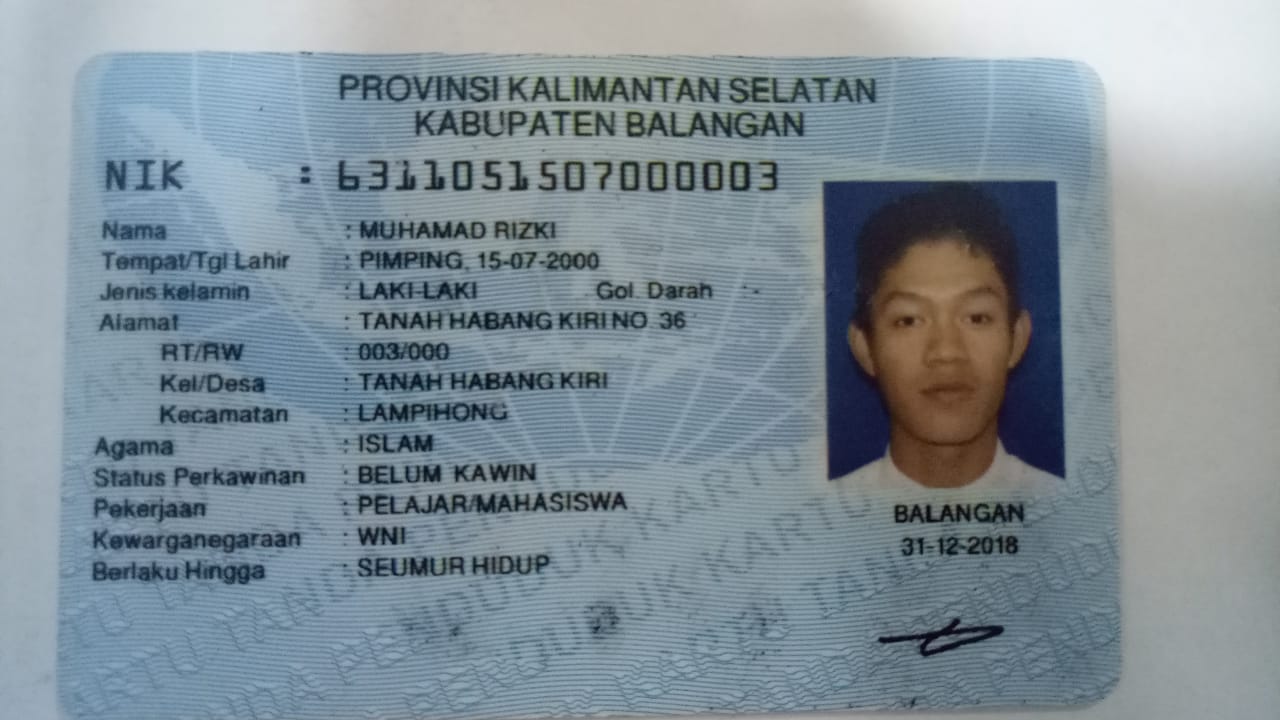 PROVINSI KALIMANTAN SELATAN
KABUPATEN BALANGAN
NIK : 6311051507000003
Nama : MUHAMAD RIZKI
Tempat/Tgl Lahir : PIMPING, 15-07-2000
Jenis kelamin : LAKI-LAKI Gol. Darah : -
Alamat : TANAH HABANG KIRI NO 36
RT/RW : 003/000
Kel/Desa : TANAH HABANG KIRI
Kecamatan : LAMPIHONG
Agama : ISLAM
Status Perkawinan : BELUM KAWIN
Pekerjaan : PELAJAR/MAHASISWA
Kewarganegaraan : WNI
Berlaku Hingga : SEUMUR HIDUP
BALANGAN
31-12-2018